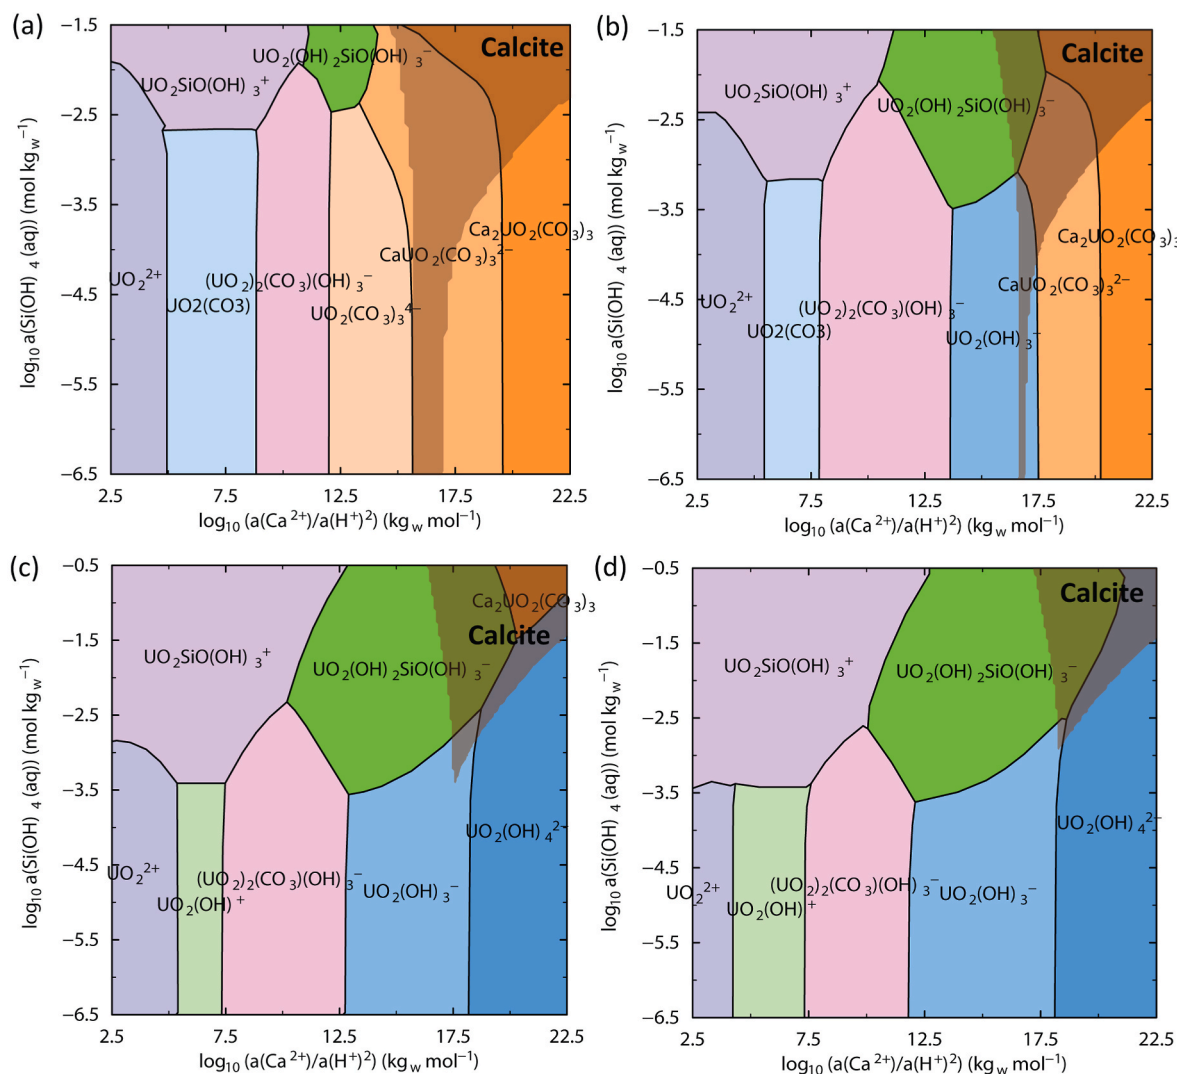 (a)
Calcite
UO₂(OH)₂SiO(OH)₃⁻
UO₂SiO(OH)₃⁺
Ca₂UO₂(CO₃)₃
CaUO₂(CO₃)₃²⁻
UO₂²⁺
(UO₂)₂(CO₃)(OH)₃⁻
UO2(CO3)
UO₂(CO₃)₃⁴⁻
−1.5
−2.5
−3.5
−4.5
−5.5
−6.5
log₁₀ a(Si(OH)₄(aq)) (mol kg_w⁻¹)
2.5 7.5 12.5 17.5 22.5
log₁₀ (a(Ca²⁺)/a(H⁺)²) (kg_w mol⁻¹)
(b)
Calcite
UO₂SiO(OH)₃⁺
UO₂(OH)₂SiO(OH)₃⁻
Ca₂UO₂(CO₃)₃
CaUO₂(CO₃)₃²⁻
UO₂²⁺
(UO₂)₂(CO₃)(OH)₃⁻
UO2(CO3)
UO₂(OH)₃⁻
−1.5
−2.5
−3.5
−4.5
−5.5
−6.5
log₁₀ a(Si(OH)₄(aq)) (mol kg_w⁻¹)
2.5 7.5 12.5 17.5 22.5
log₁₀ (a(Ca²⁺)/a(H⁺)²) (kg_w mol⁻¹)
(c)
Ca₂UO₂(CO₃)₃
Calcite
UO₂SiO(OH)₃⁺
UO₂(OH)₂SiO(OH)₃⁻
UO₂(OH)₄²⁻
UO₂²⁺
(UO₂)₂(CO₃)(OH)₃⁻
UO₂(OH)⁺
UO₂(OH)₃⁻
−0.5
−1.5
−2.5
−3.5
−4.5
−5.5
−6.5
log₁₀ a(Si(OH)₄(aq)) (mol kg_w⁻¹)
2.5 7.5 12.5 17.5 22.5
log₁₀ (a(Ca²⁺)/a(H⁺)²) (kg_w mol⁻¹)
(d)
Calcite
UO₂SiO(OH)₃⁺
UO₂(OH)₂SiO(OH)₃⁻
UO₂(OH)₄²⁻
UO₂²⁺
(UO₂)₂(CO₃)(OH)₃⁻
UO₂(OH)⁺
UO₂(OH)₃⁻
−0.5
−1.5
−2.5
−3.5
−4.5
−5.5
−6.5
log₁₀ a(Si(OH)₄(aq)) (mol kg_w⁻¹)
2.5 7.5 12.5 17.5 22.5
log₁₀ (a(Ca²⁺)/a(H⁺)²) (kg_w mol⁻¹)